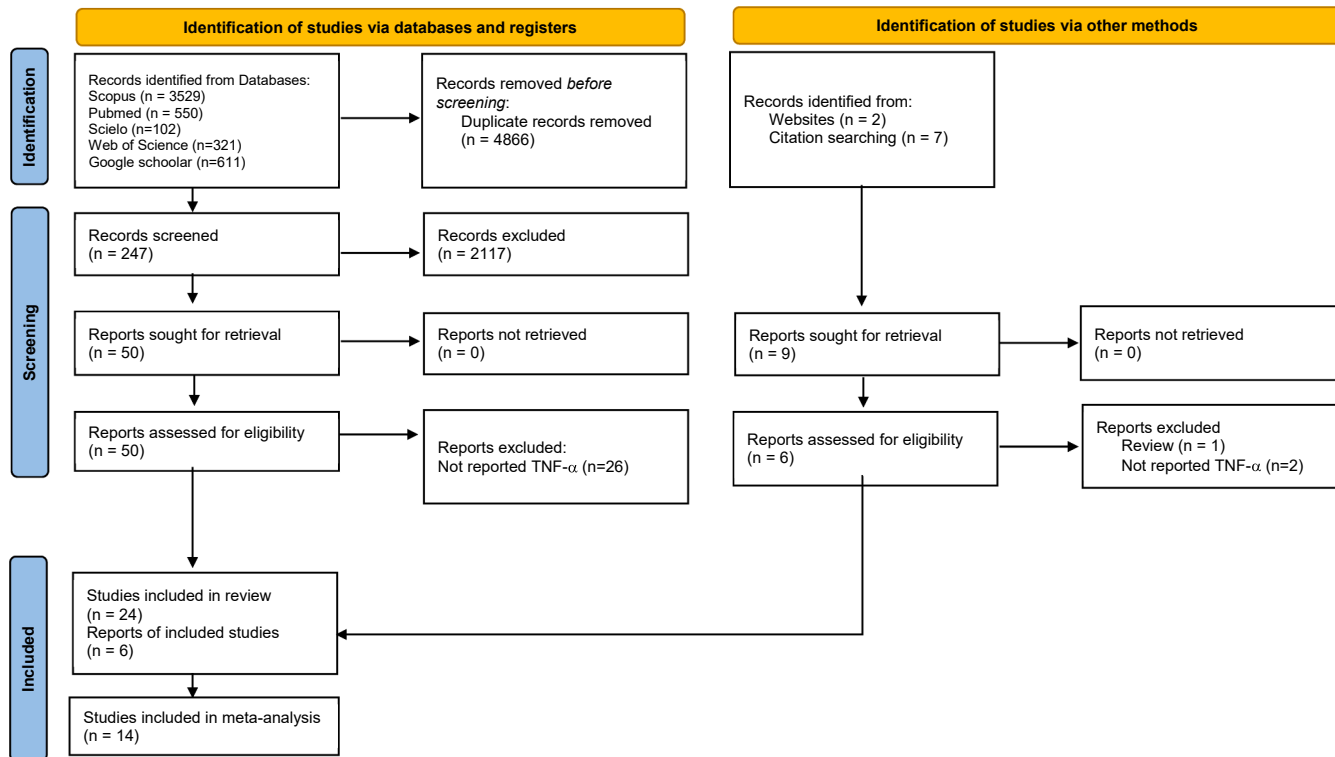 Identification of studies via databases and registers
Identification of studies via other methods
Identification
Records identified from Databases:
Scopus (n = 3529)
Pubmed (n = 550)
Scielo (n=102)
Web of Science (n=321)
Google schoolar (n=611)
Records removed before
screening:
Duplicate records removed
(n = 4866)
Records identified from:
Websites (n = 2)
Citation searching (n = 7)
Screening
Records screened
(n = 247)
Records excluded
(n = 2117)
Reports sought for retrieval
(n = 50)
Reports not retrieved
(n = 0)
Reports sought for retrieval
(n = 9)
Reports not retrieved
(n = 0)
Reports assessed for eligibility
(n = 50)
Reports excluded:
Not reported TNF-α (n=26)
Reports assessed for eligibility
(n = 6)
Reports excluded
Review (n = 1)
Not reported TNF-α (n=2)
Included
Studies included in review
(n = 24)
Reports of included studies
(n = 6)
Studies included in meta-analysis
(n = 14)